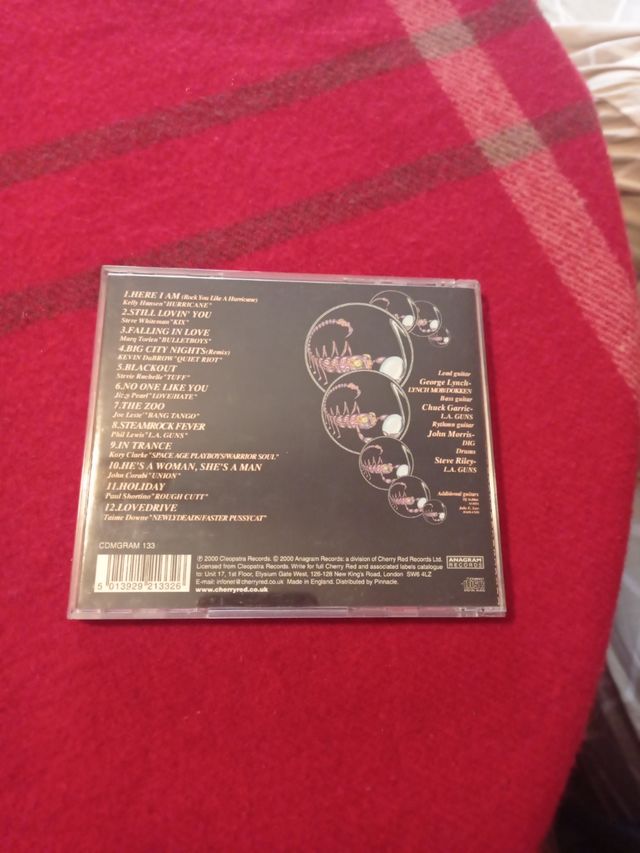 1.HERE I AM (Rock You Like A Hurricane)
Kelly Hansen"HURRICANE"
2.STILL LOVIN' YOU
Steve Whiteman"KIX"
3.FALLING IN LOVE
Marq Torien"BULLETBOYS"
4.BIG CITY NIGHTS(Remix)
KEVIN DuBROW"QUIET RIOT"
5.BLACKOUT
Stevie Rachelle"TUFF"
6.NO ONE LIKE YOU
Jizzy Pearl"LOVE/HATE"
7.THE ZOO
Joe Leste'"BANG TANGO"
8.STEAMROCK FEVER
Phil Lewis"L.A. GUNS"
9.IN TRANCE
Kory Clarke"SPACE AGE PLAYBOYS/WARRIOR SOUL"
10.HE'S A WOMAN, SHE'S A MAN
John Corabi"UNION"
11.HOLIDAY
Paul Shortino"ROUGH CUTT"
12.LOVEDRIVE
Taime Downe"NEWLYDEADS/FASTER PUSSYCAT"
Lead guitar
George Lynch-
LYNCH MOB/DOKKEN
Bass guitar
Chuck Garric-
L.A. GUNS
Rythmn guitar
John Morris-
DIG
Drums
Steve Riley-
L.A. GUNS
Additional guitars
CDMGRAM 133
5 013929 213326
℗ 2000 Cleopatra Records. © 2000 Anagram Records: a division of Cherry Red Records Ltd.
Licensed from Cleopatra Records. Write for full Cherry Red and associated labels catalogue
to: Unit 17, 1st Floor, Elysium Gate West, 126-128 New King's Road, London SW6 4LZ
E-mail: infonet@cherryred.co.uk Made in England. Distributed by Pinnacle.
www.cherryred.co.uk
ANAGRAM
RECORDS
COMPACT
disc
DIGITAL AUDIO